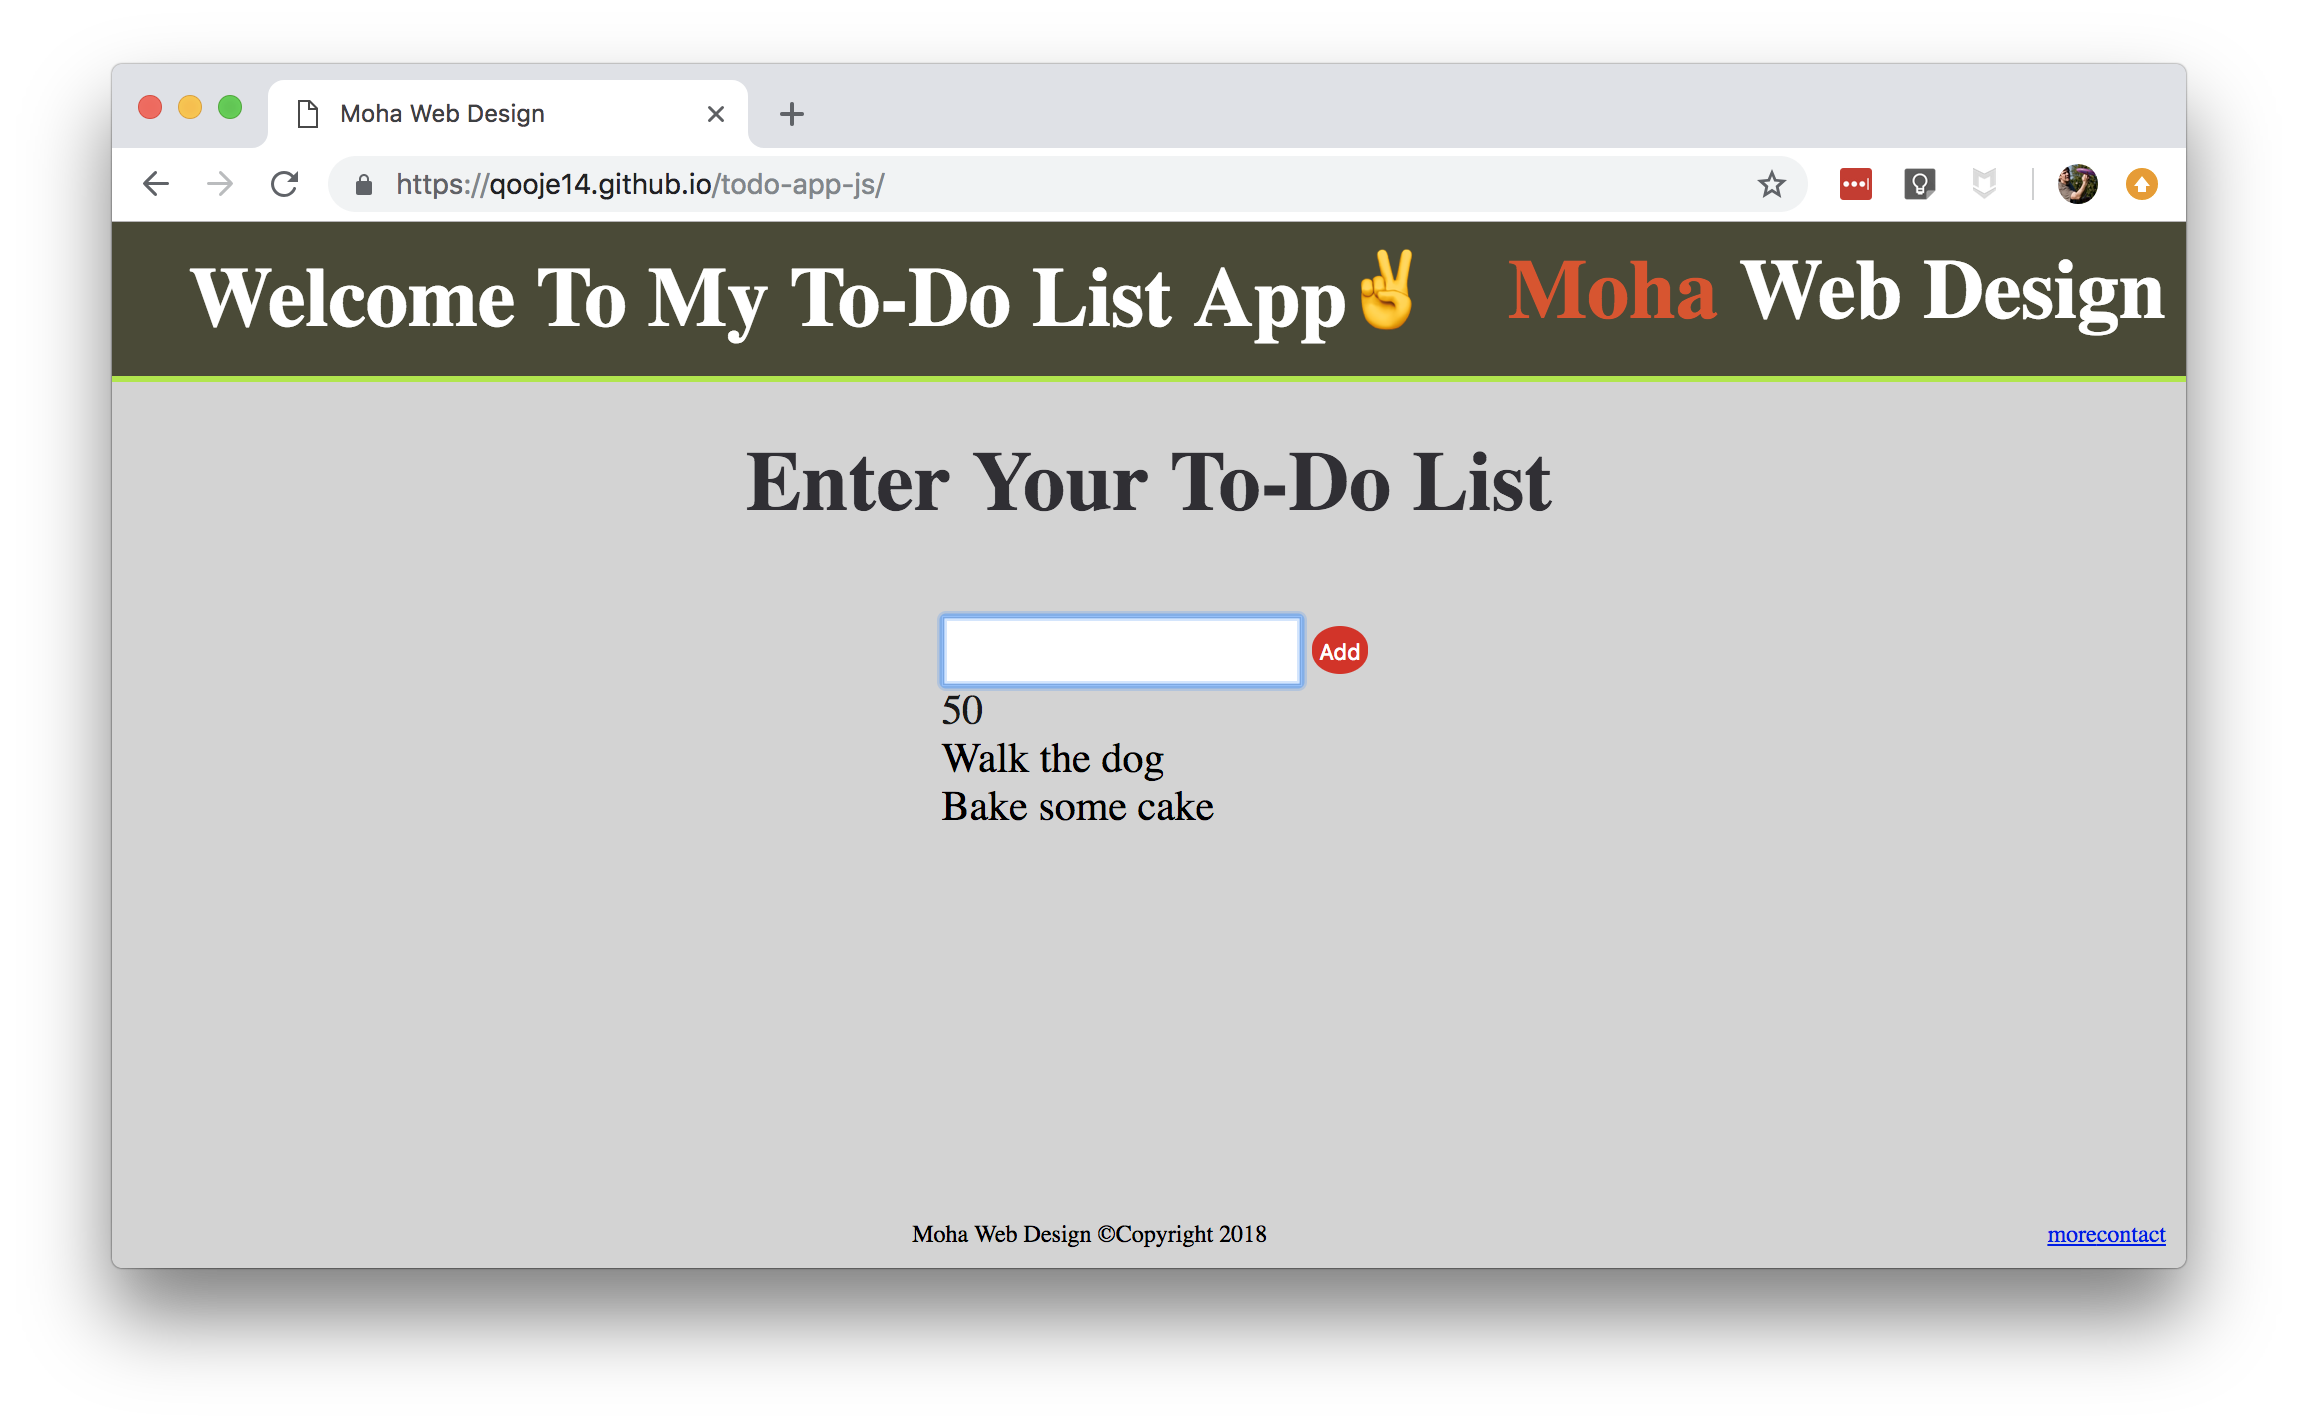 Moha Web Design
https://qooje14.github.io/todo-app-js/
Welcome To My To-Do List App✌️
Moha Web Design
Enter Your To-Do List
Add
50
Walk the dog
Bake some cake
Moha Web Design ©Copyright 2018
morecontact